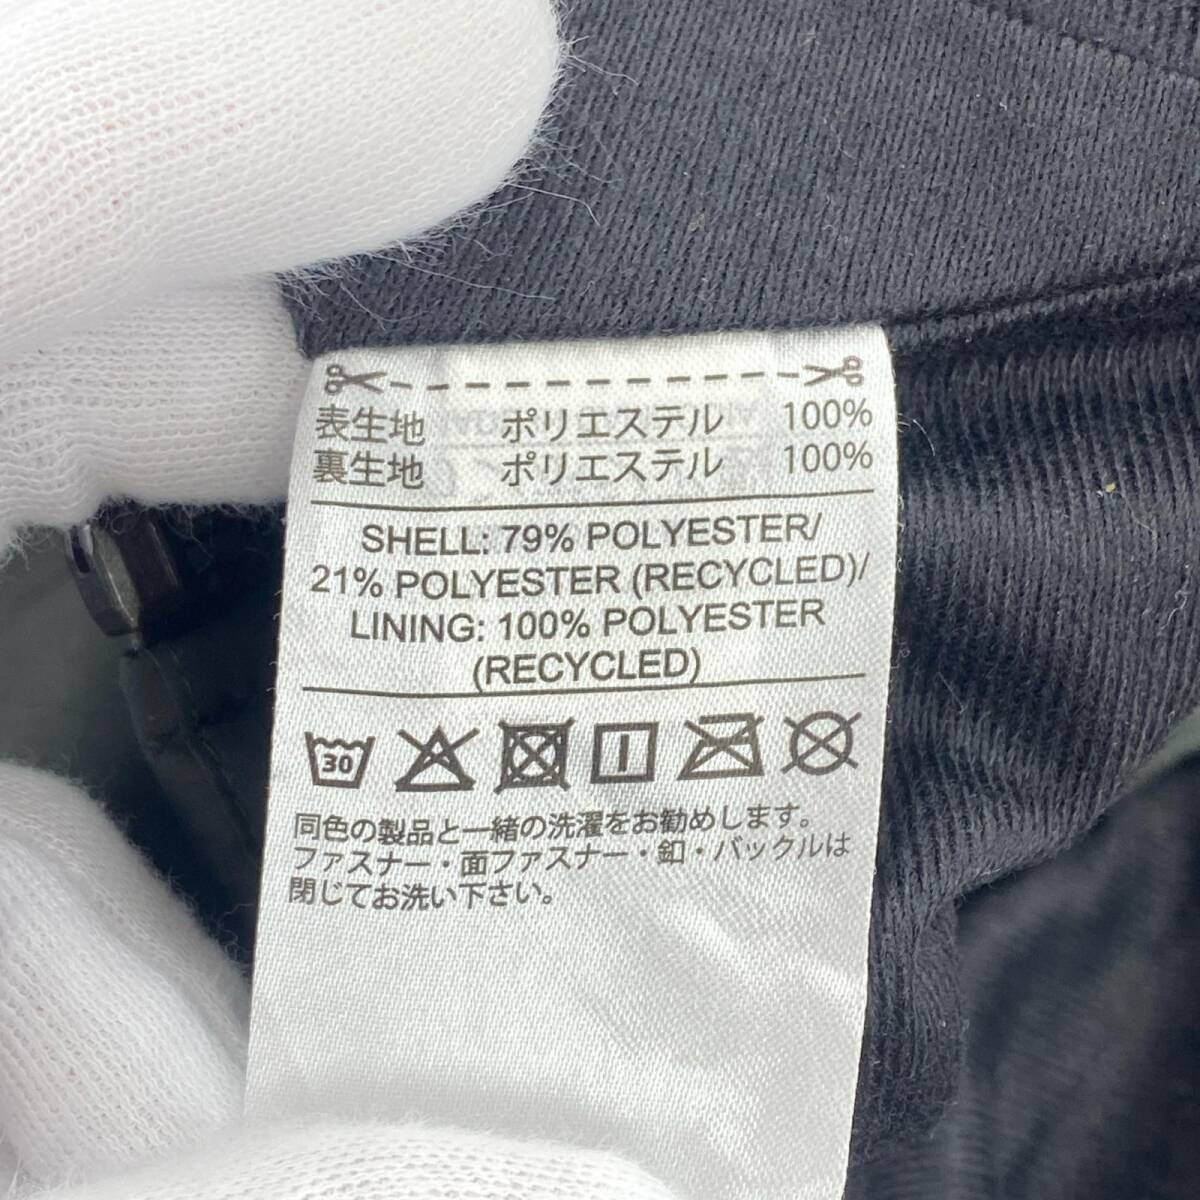 表生地 ポリエステル 100%
裏生地 ポリエステル 100%
SHELL: 79% POLYESTER/
21% POLYESTER (RECYCLED)/
LINING: 100% POLYESTER
(RECYCLED)
30
同色の製品と一緒の洗濯をお勧めします。
ファスナー・面ファスナー・釦・バックルは
閉じてお洗い下さい。